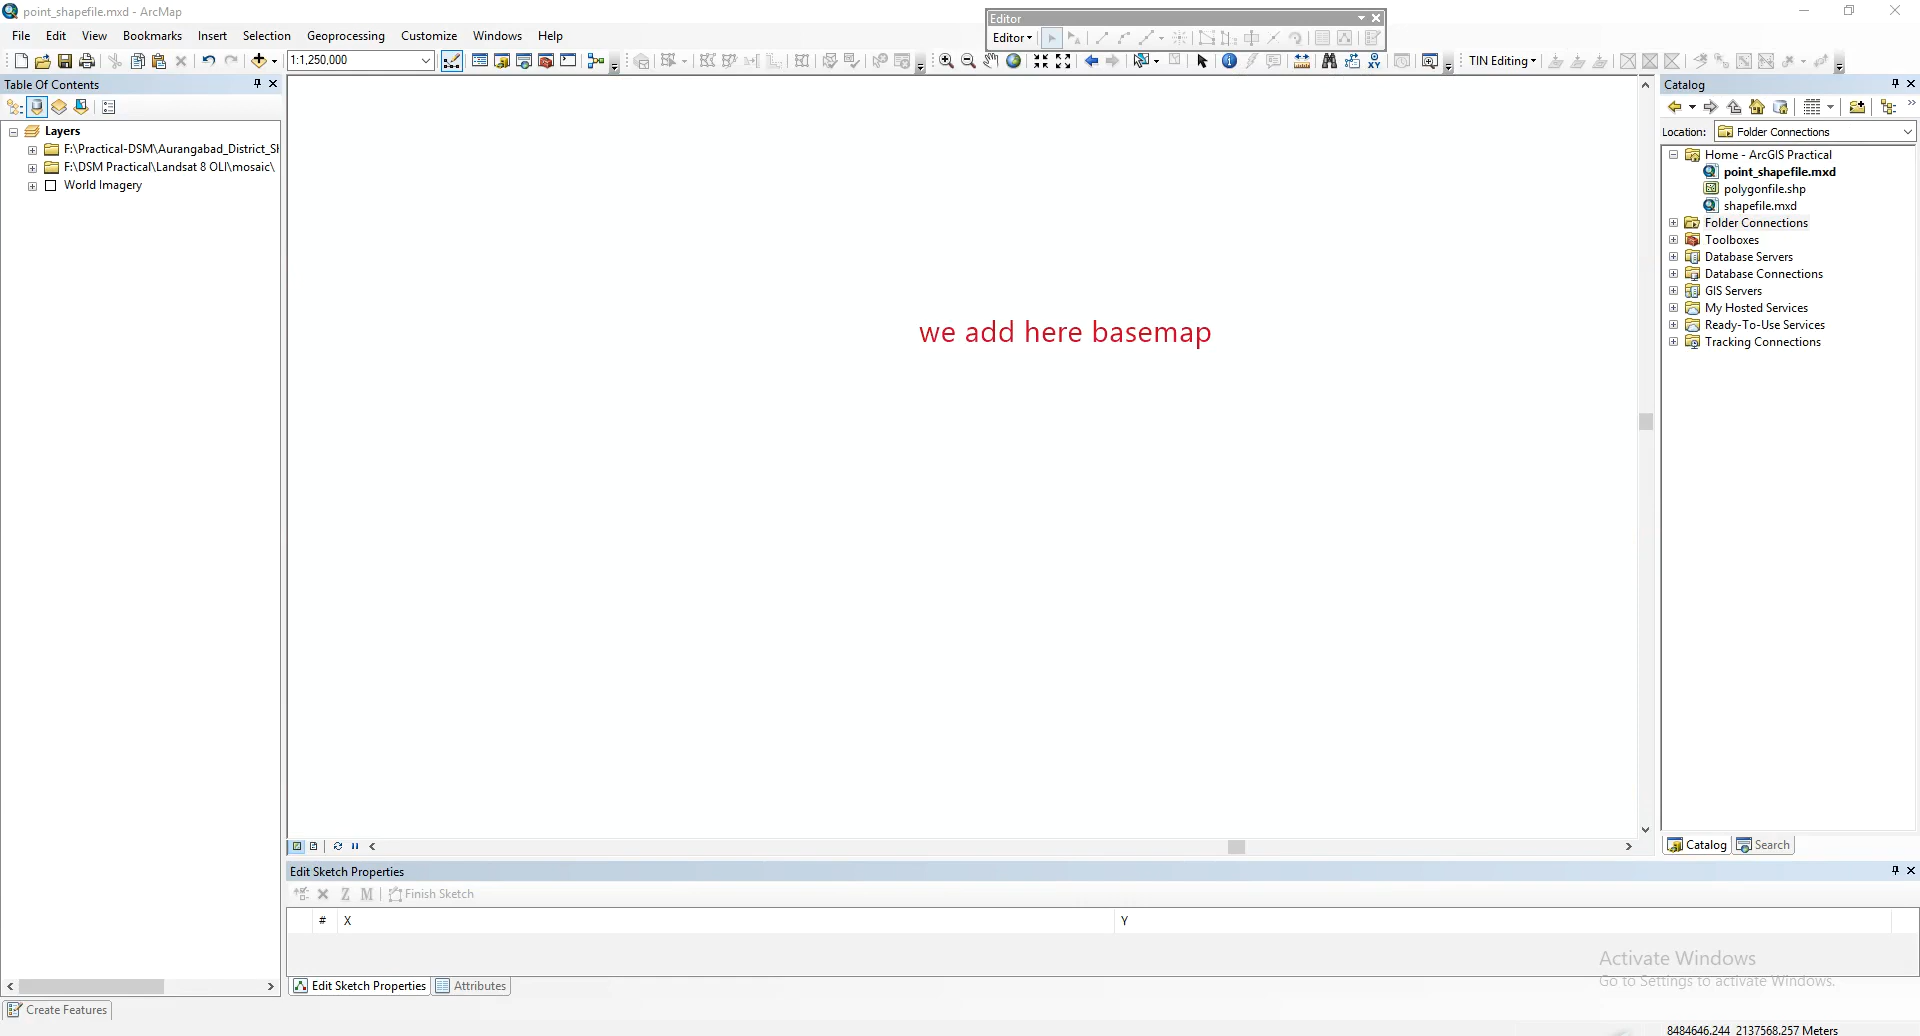 point_shapefile.mxd - ArcMap
Editor
File Edit View Bookmarks Insert Selection Geoprocessing Customize Windows Help
Editor
1:1,250,000
TIN Editing
Table Of Contents
Layers
F:\Practical-DSM\Aurangabad_District_Sh
F:\DSM Practical\Landsat 8 OLI\mosaic\
World Imagery
we add here basemap
Catalog
Location: Folder Connections
Home - ArcGIS Practical
point_shapefile.mxd
polygonfile.shp
shapefile.mxd
Folder Connections
Toolboxes
Database Servers
Database Connections
GIS Servers
My Hosted Services
Ready-To-Use Services
Tracking Connections
Catalog Search
Edit Sketch Properties
Z M Finish Sketch
# X Y
Edit Sketch Properties Attributes
Create Features
Activate Windows
Go to Settings to activate Windows.
8484646.244 2137568.257 Meters